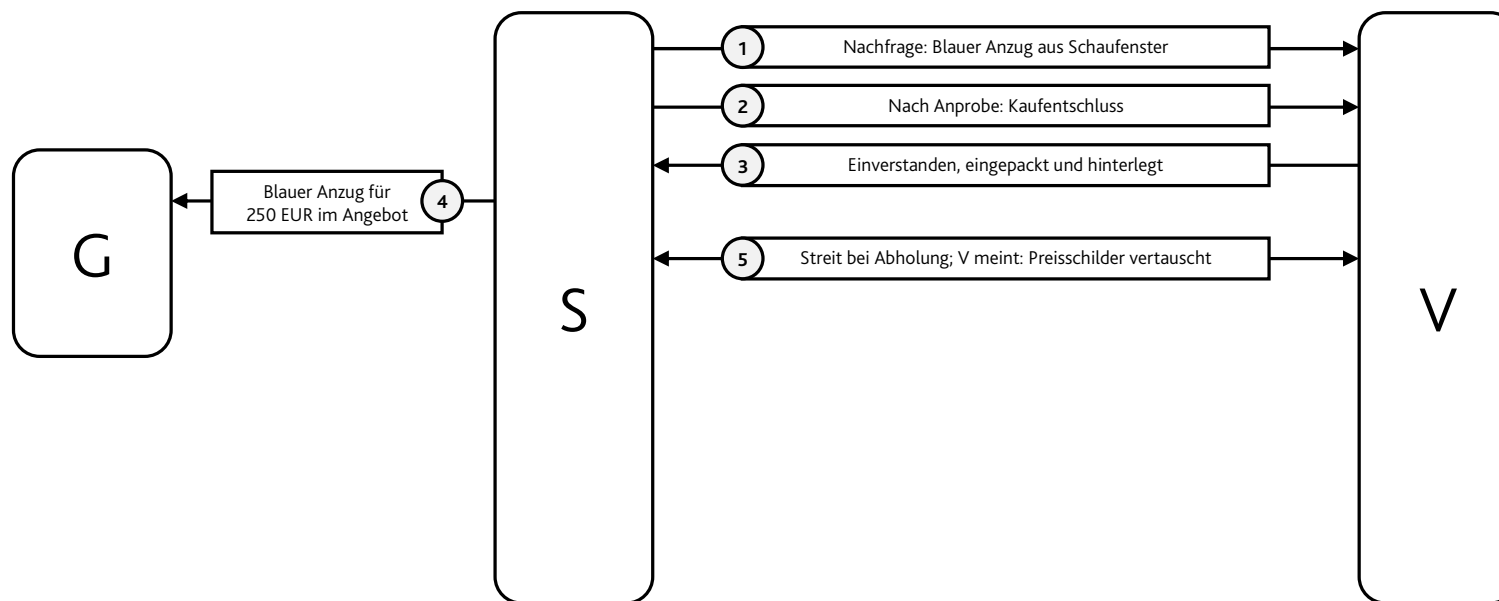 1 Nachfrage: Blauer Anzug aus Schaufenster
2 Nach Anprobe: Kaufentschluss
3 Einverstanden, eingepackt und hinterlegt
Blauer Anzug für
250 EUR im Angebot
4
5 Streit bei Abholung; V meint: Preisschilder vertauscht
G
S
V